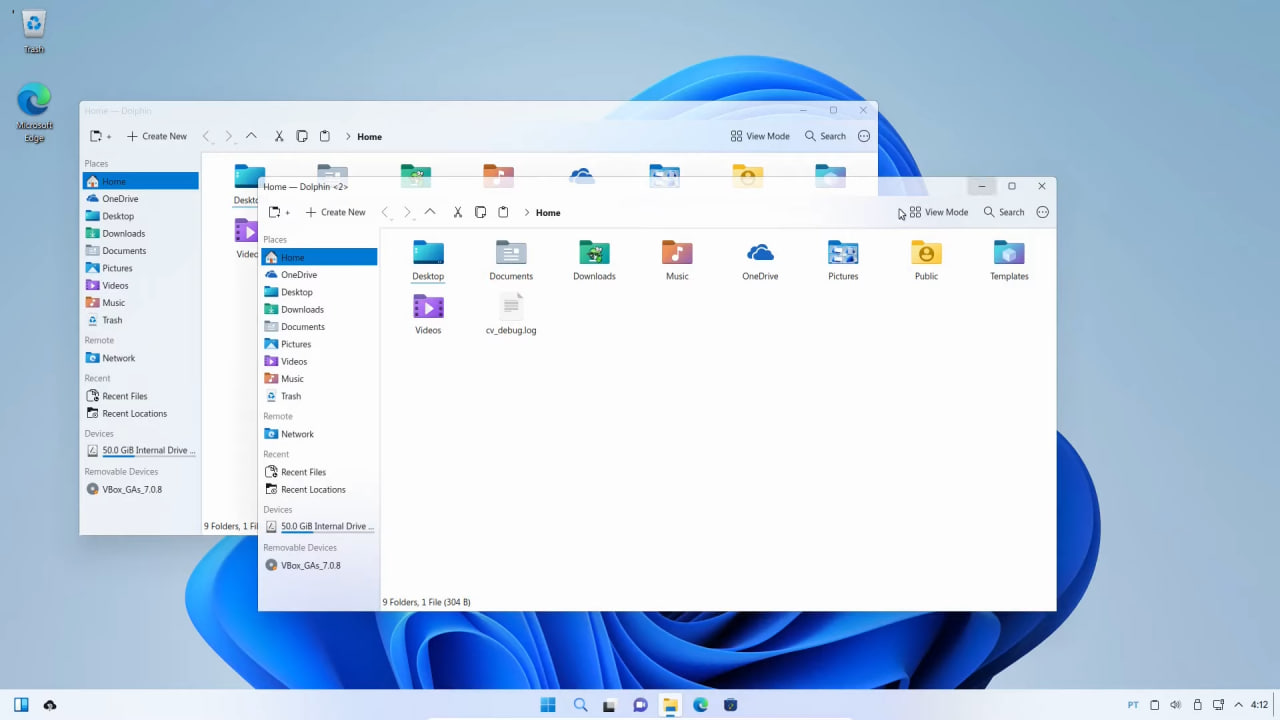 Trash
Microsoft
Edge
Home — Dolphin
Create New
Home
View Mode
Search
Places
Home
OneDrive
Desktop
Downloads
Documents
Pictures
Videos
Music
Trash
Remote
Network
Recent
Recent Files
Recent Locations
Devices
50.0 GiB Internal Drive ...
Removable Devices
VBox_GAs_7.0.8
9 Folders, 1 Fil
Home — Dolphin <2>
Create New
Home
View Mode
Search
Places
Home
OneDrive
Desktop
Downloads
Documents
Pictures
Videos
Music
Trash
Remote
Network
Recent
Recent Files
Recent Locations
Devices
50.0 GiB Internal Drive ...
Removable Devices
VBox_GAs_7.0.8
Desktop
Documents
Downloads
Music
OneDrive
Pictures
Public
Templates
Videos
cv_debug.log
9 Folders, 1 File (304 B)
PT
4:12